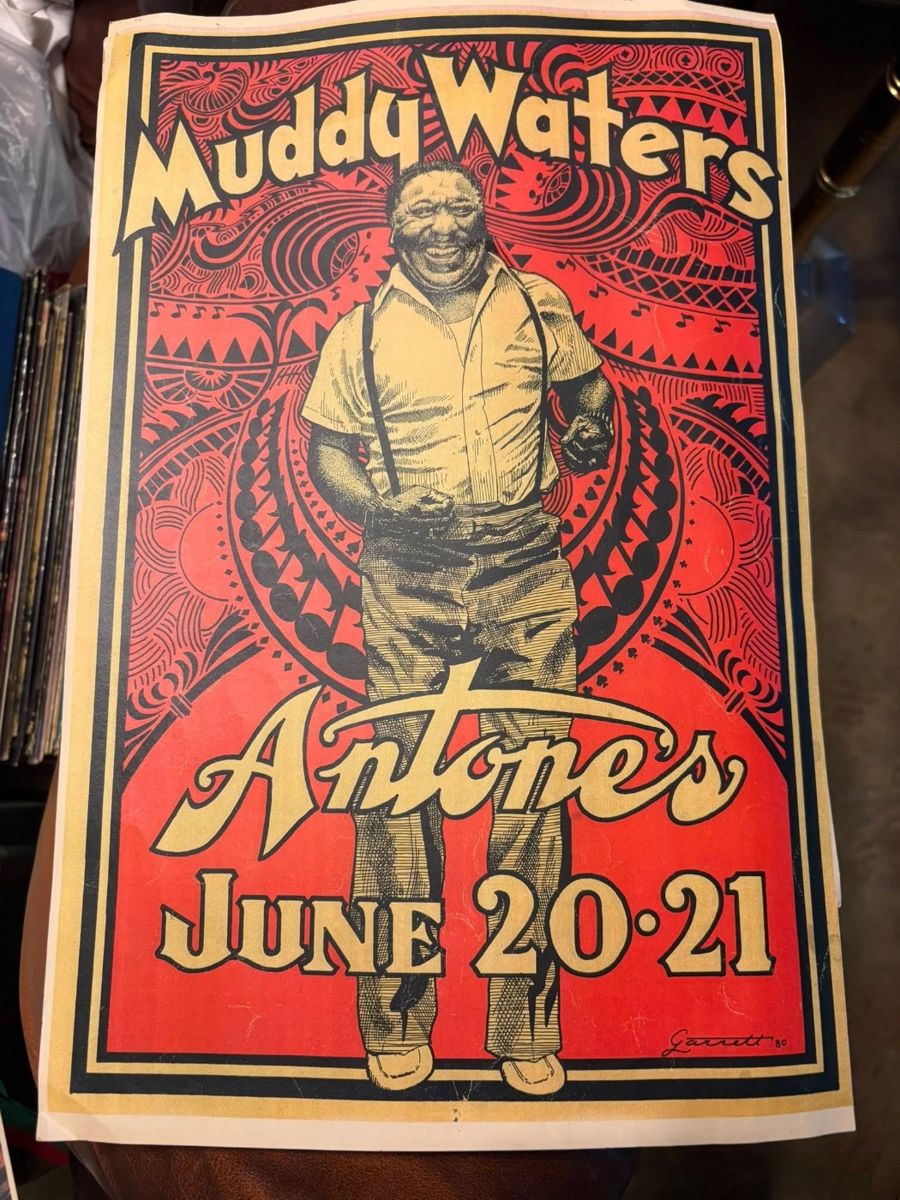 Muddy Waters
Antone's
JUNE 20•21
Garrett '80